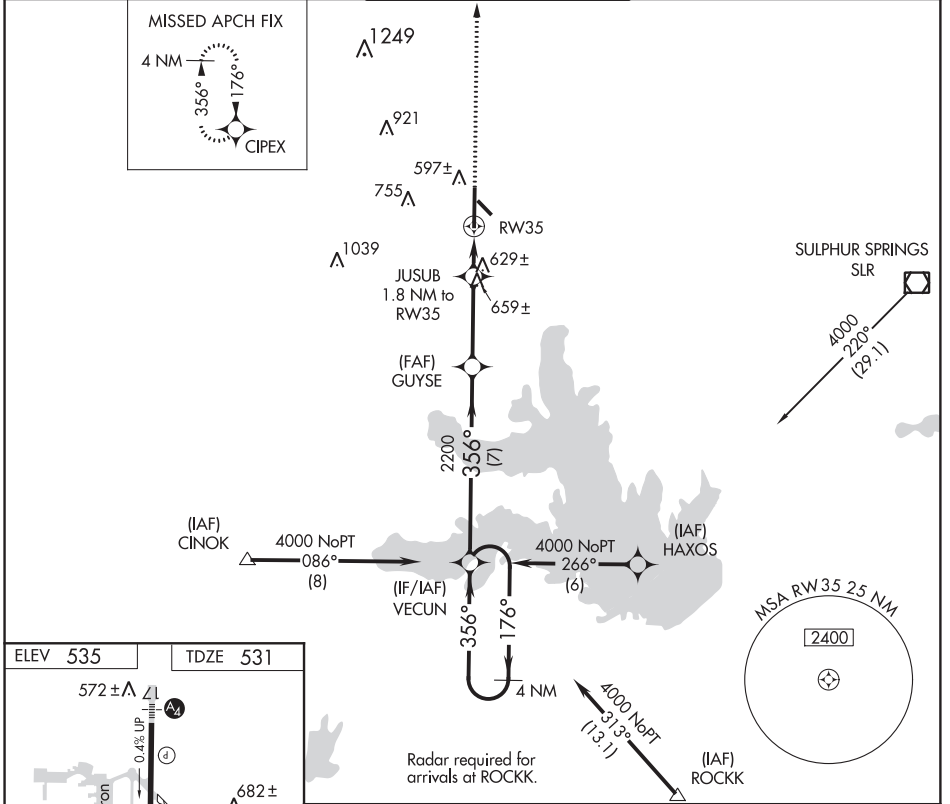 MISSED APCH FIX
4 NM
356°
176°
CIPEX
1249
921
597±
755
RW35
1039
629±
JUSUB
1.8 NM to
RW35
659±
SULPHUR SPRINGS
SLR
4000
220°
(29.1)
(FAF)
GUYSE
2200
356°
(7)
(IAF)
CINOK
4000 NoPT
086°
(8)
(IF/IAF)
VECUN
4000 NoPT
266°
(6)
(IAF)
HAXOS
356°
176°
4 NM
MSA RW35 25 NM
2400
4000 NoPT
313°
(13.1)
(IAF)
ROCKK
Radar required for
arrivals at ROCKK.
ELEV 535
TDZE 531
572±
17
A4
0.4% UP
P
682±